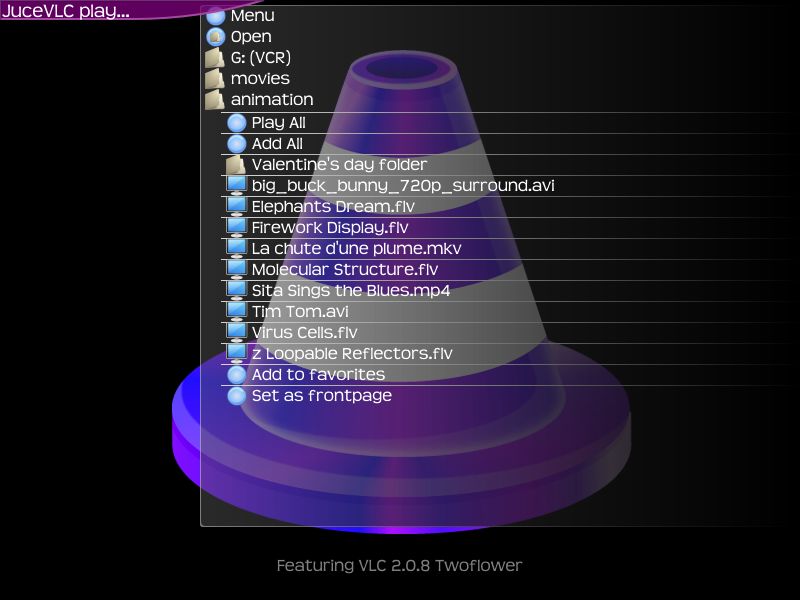 JuceVLC play...
Menu
Open
G: (VCR)
movies
animation
Play All
Add All
Valentine's day folder
big_buck_bunny_720p_surround.avi
Elephants Dream.flv
Firework Display.flv
La chute d'une plume.mkv
Molecular Structure.flv
Sita Sings the Blues.mp4
Tim Tom.avi
Virus Cells.flv
z Loopable Reflectors.flv
Add to favorites
Set as frontpage
Featuring VLC 2.0.8 Twoflower